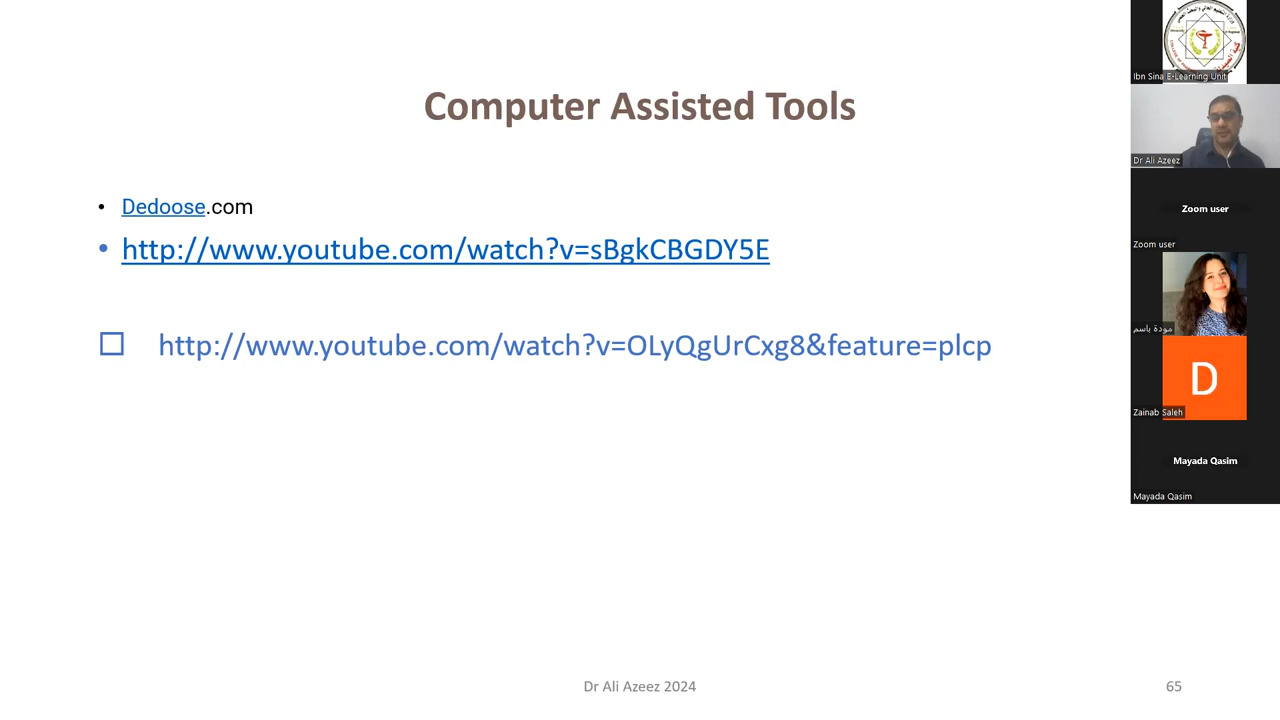 Computer Assisted Tools
• Dedoose.com
• http://www.youtube.com/watch?v=sBgkCBGDY5E
☐ http://www.youtube.com/watch?v=OLyQgUrCxg8&feature=plcp
Dr Ali Azeez 2024
65
Ibn Sina E-Learning Unit
Dr Ali Azeez
Zoom user
Zoom user
مودة باسم
D
Zainab Saleh
Mayada Qasim
Mayada Qasim